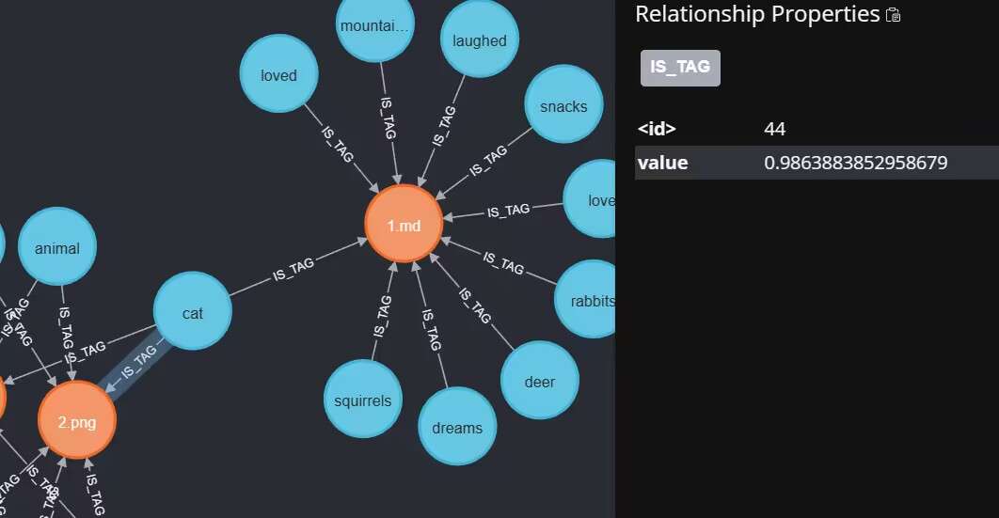 Relationship Properties
IS_TAG
<id> 44
value 0.9863883852958679
mountai...
loved
laughed
snacks
IS_TAG
IS_TAG
IS_TAG
IS_TAG
love
IS_TAG
1.md
animal
IS_TAG
IS_TAG
rabbits
cat
IS_TAG
IS_TAG
IS_TAG
IS_TAG
IS_TAG
IS_TAG
IS_TAG
IS_TAG
deer
squirrels
2.png
dreams
IS_TAG
IS_TAG